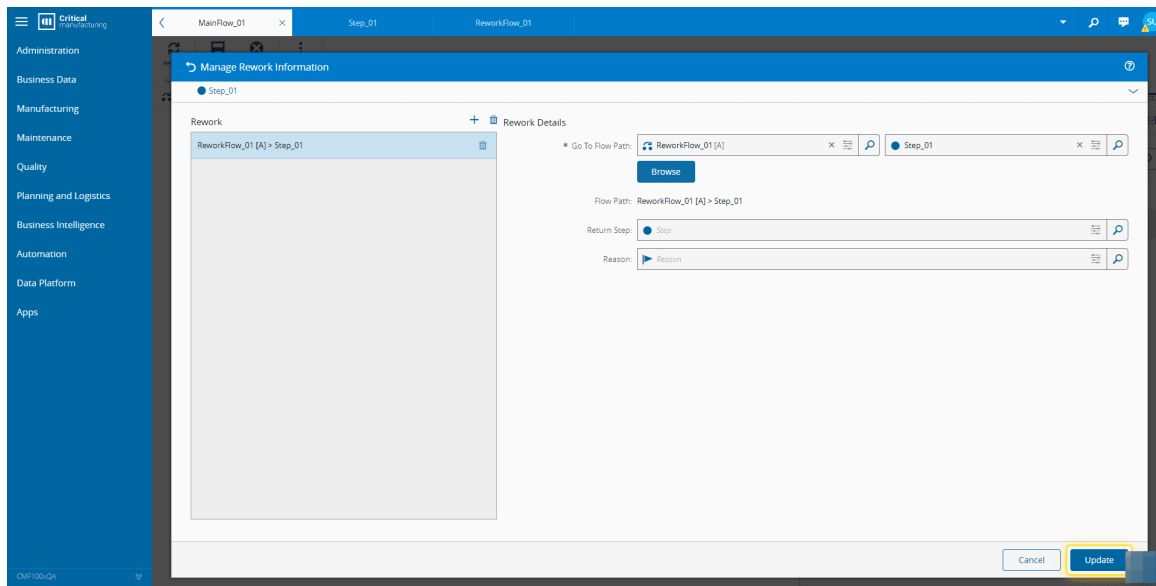 Critical manufacturing
MainFlow_01
Step_01
ReworkFlow_01
SU
Administration
Business Data
Manufacturing
Maintenance
Quality
Planning and Logistics
Business Intelligence
Automation
Data Platform
Apps
CMF100xQA
Manage Rework Information
Step_01
Rework
ReworkFlow_01 [A] > Step_01
Rework Details
* Go To Flow Path: ReworkFlow_01 [A] Step_01
Browse
Flow Path: ReworkFlow_01 [A] > Step_01
Return Step: Step
Reason: Reason
Cancel
Update